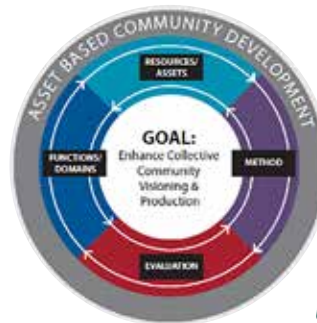 ASSET BASED COMMUNITY DEVELOPMENT
RESOURCES/
ASSETS
GOAL:
Enhance Collective
Community
Visioning &
Production
FUNCTIONS/
DOMAINS
METHOD
EVALUATION